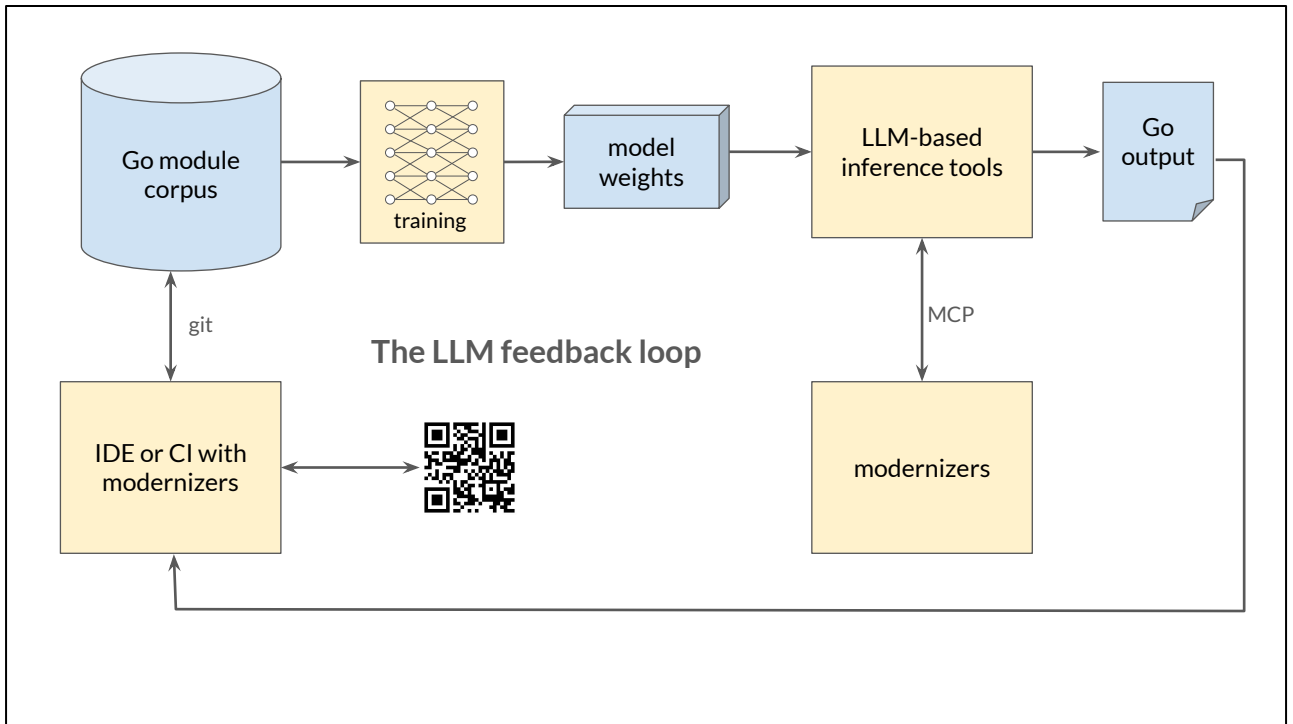 Go module
corpus
training
model
weights
LLM-based
inference tools
Go
output
git
MCP
The LLM feedback loop
IDE or CI with
modernizers
modernizers